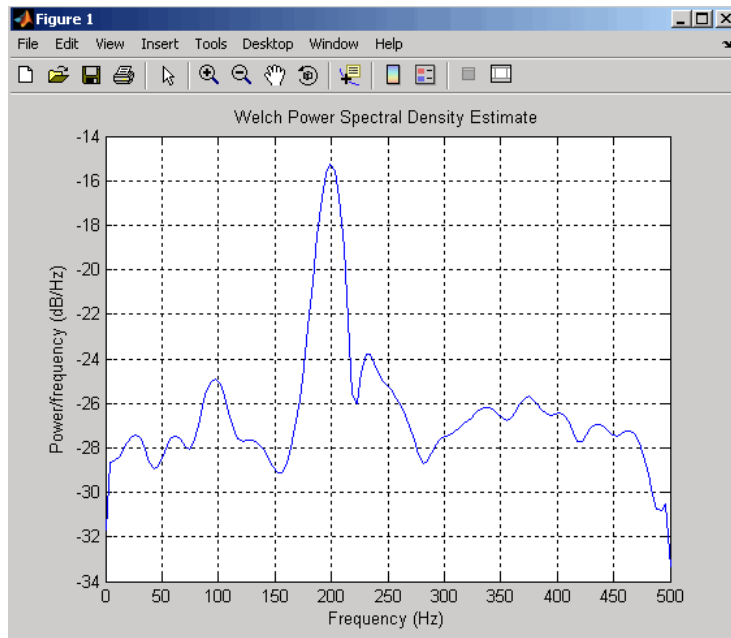 Figure 1
File Edit View Insert Tools Desktop Window Help
Welch Power Spectral Density Estimate
Power/frequency (dB/Hz)
-14
-16
-18
-20
-22
-24
-26
-28
-30
-32
-34
0 50 100 150 200 250 300 350 400 450 500
Frequency (Hz)